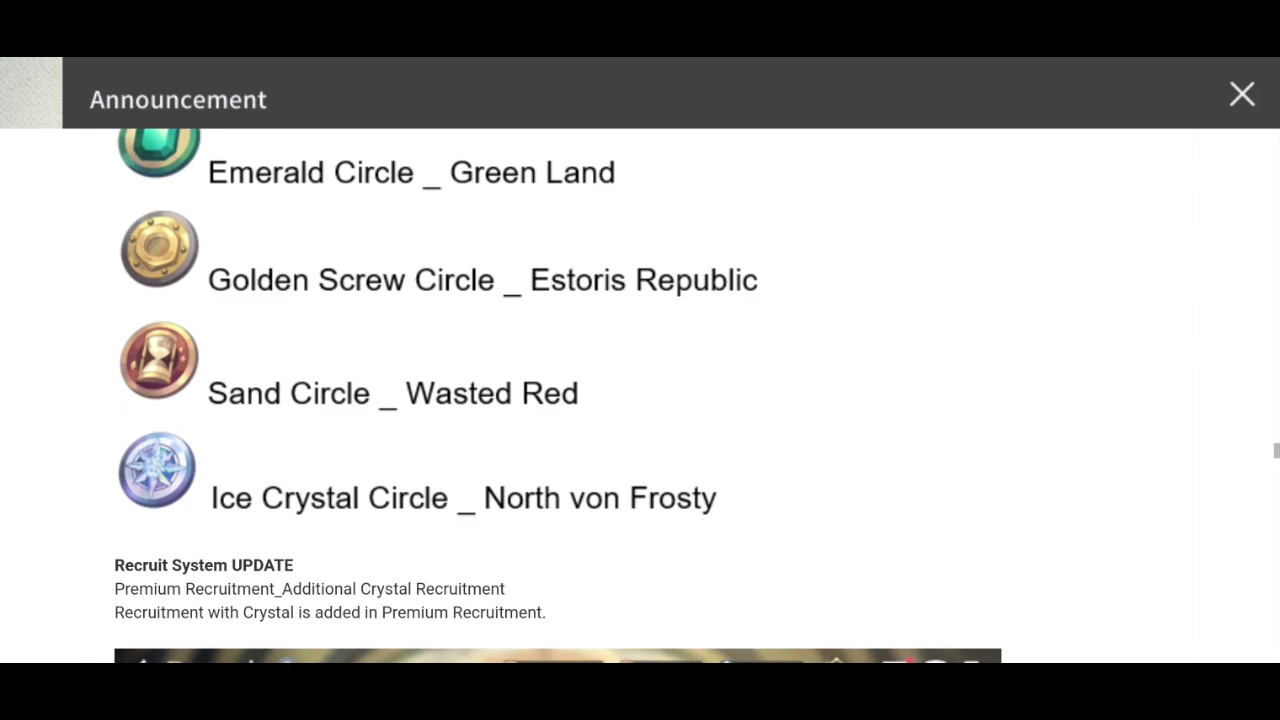 Announcement
Emerald Circle _ Green Land
Golden Screw Circle _ Estoris Republic
Sand Circle _ Wasted Red
Ice Crystal Circle _ North von Frosty
Recruit System UPDATE
Premium Recruitment_Additional Crystal Recruitment
Recruitment with Crystal is added in Premium Recruitment.